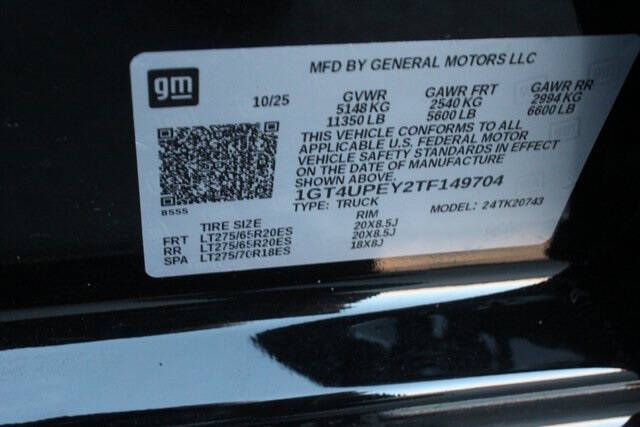 MFD BY GENERAL MOTORS LLC
gm
10/25 GVWR GAWR FRT GAWR RR
5148 KG 2540 KG 2994 KG
11350 LB 5600 LB 6600 LB
THIS VEHICLE CONFORMS TO ALL
APPLICABLE U.S. FEDERAL MOTOR
VEHICLE SAFETY STANDARDS IN EFFECT
ON THE DATE OF MANUFACTURE
SHOWN ABOVE.
1GT4UPEY2TF149704
8555
TYPE: TRUCK 24TK20743
TIRE SIZE RIM
FRT LT275/65R20ES 20X8.5J
RR LT275/65R20ES 20X8.5J
SPA LT275/70R18ES 18X8J